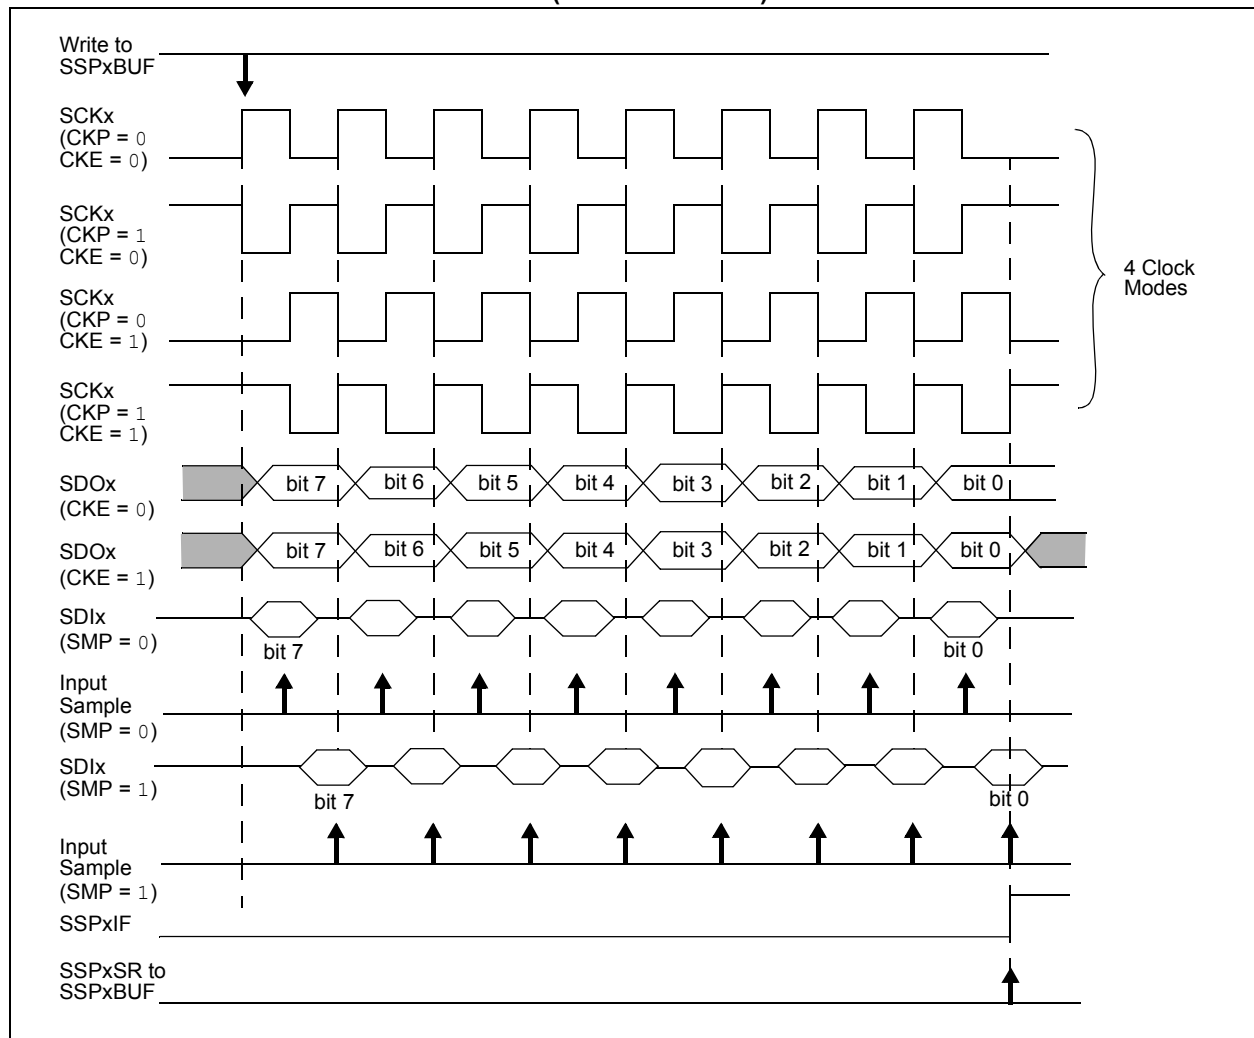 Write to
SSPxBUF
SCKx
(CKP = 0
CKE = 0)
SCKx
(CKP = 1
CKE = 0)
4 Clock
Modes
SCKx
(CKP = 0
CKE = 1)
SCKx
(CKP = 1
CKE = 1)
SDOx
(CKE = 0)
bit 7 bit 6 bit 5 bit 4 bit 3 bit 2 bit 1 bit 0
SDOx
(CKE = 1)
bit 7 bit 6 bit 5 bit 4 bit 3 bit 2 bit 1 bit 0
SDIx
(SMP = 0)
bit 7 bit 0
Input
Sample
(SMP = 0)
SDIx
(SMP = 1)
bit 7 bit 0
Input
Sample
(SMP = 1)
SSPxIF
SSPxSR to
SSPxBUF